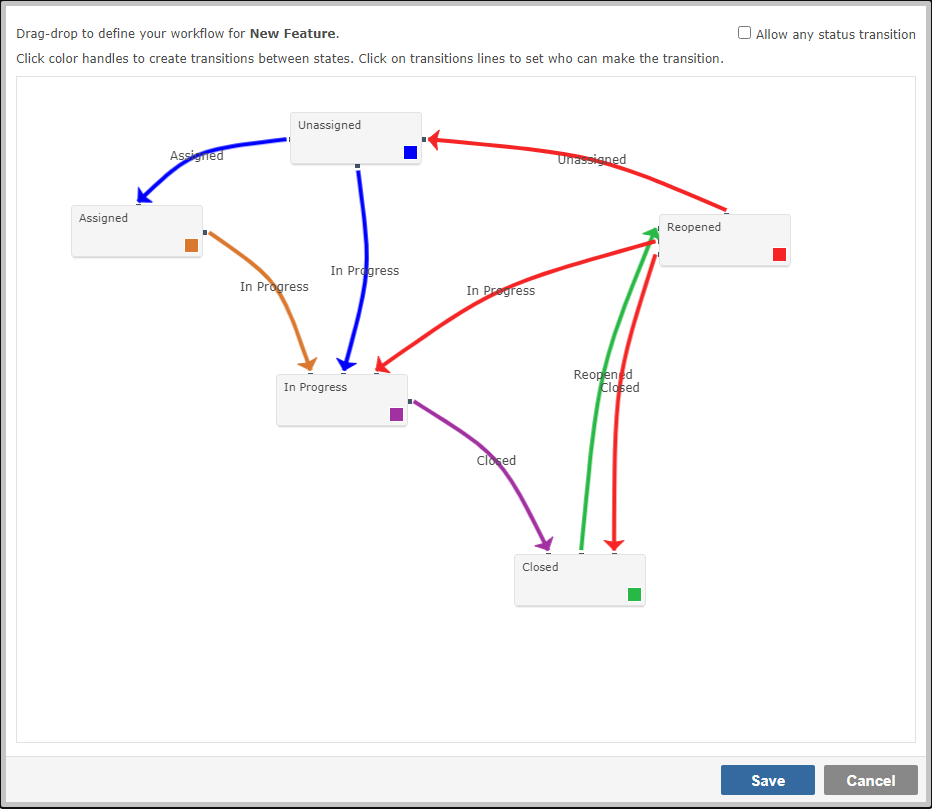 Drag-drop to define your workflow for New Feature.
Allow any status transition
Click color handles to create transitions between states. Click on transitions lines to set who can make the transition.
Unassigned
Assigned
Unassigned
Assigned
Reopened
In Progress
In Progress
In Progress
Reopened
Closed
In Progress
Closed
Closed
Save
Cancel